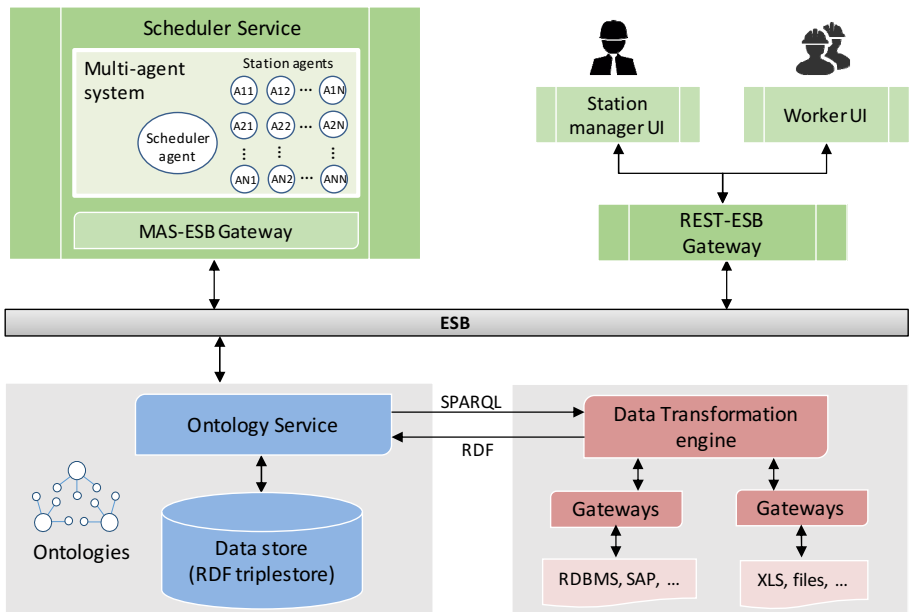 Scheduler Service
Multi-agent
system
Station agents
A11 A12 ... A1N
A21 A22 ... A2N
⋮ ⋮ ⋮
AN1 AN2 ... ANN
Scheduler
agent
MAS-ESB Gateway
Station
manager UI
Worker UI
REST-ESB
Gateway
ESB
Ontology Service
SPARQL
RDF
Data Transformation
engine
Ontologies
Data store
(RDF triplestore)
Gateways
Gateways
RDBMS, SAP, ...
XLS, files, ...